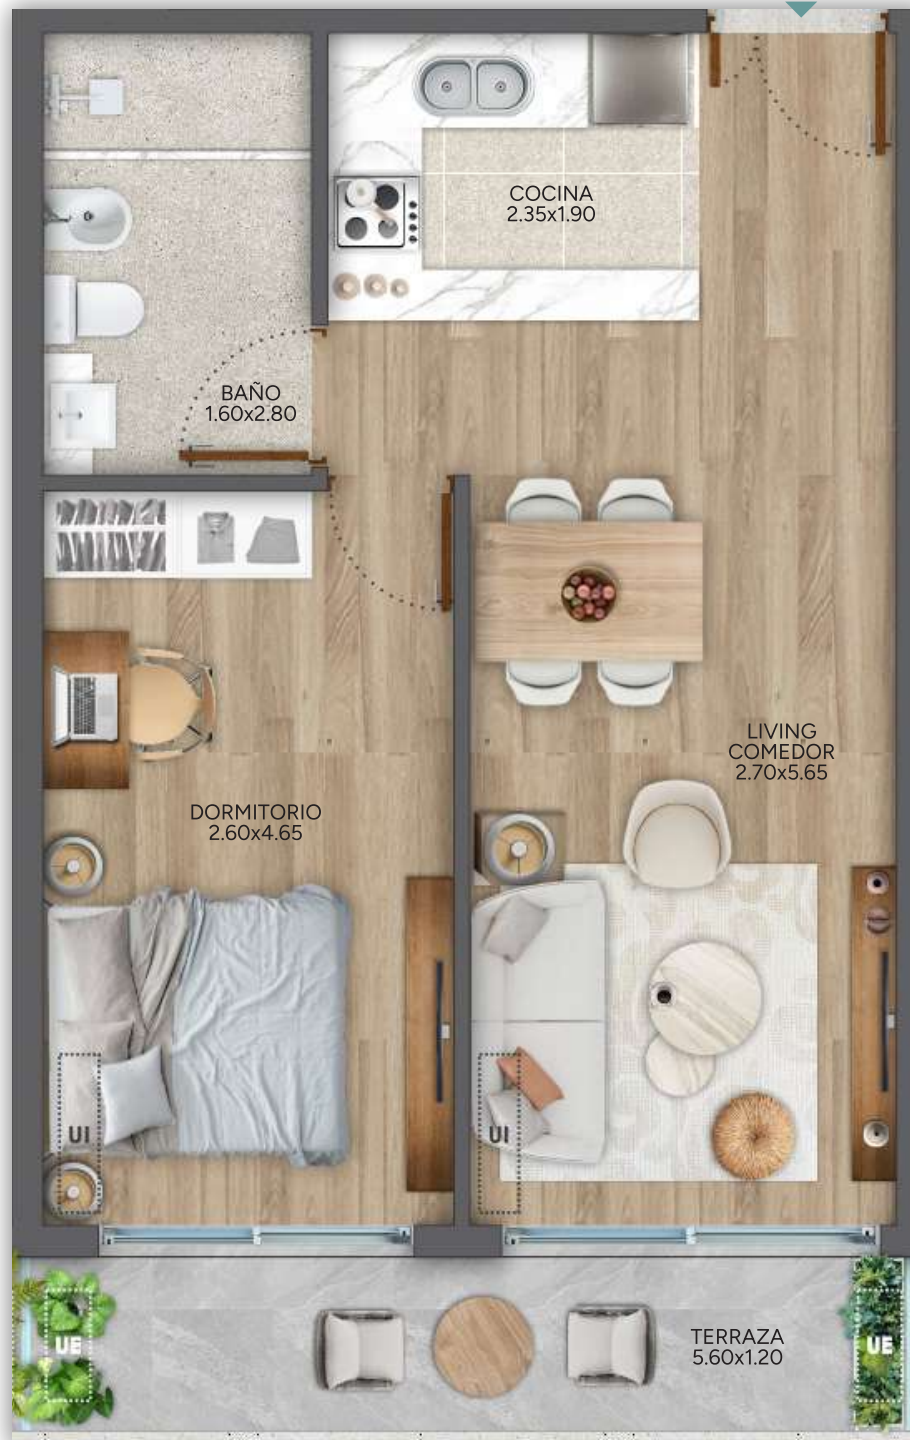 COCINA
2.35x1.90
BAÑO
1.60x2.80
LIVING
COMEDOR
2.70x5.65
DORMITORIO
2.60x4.65
UI
UI
UE
TERRAZA
5.60x1.20
UE